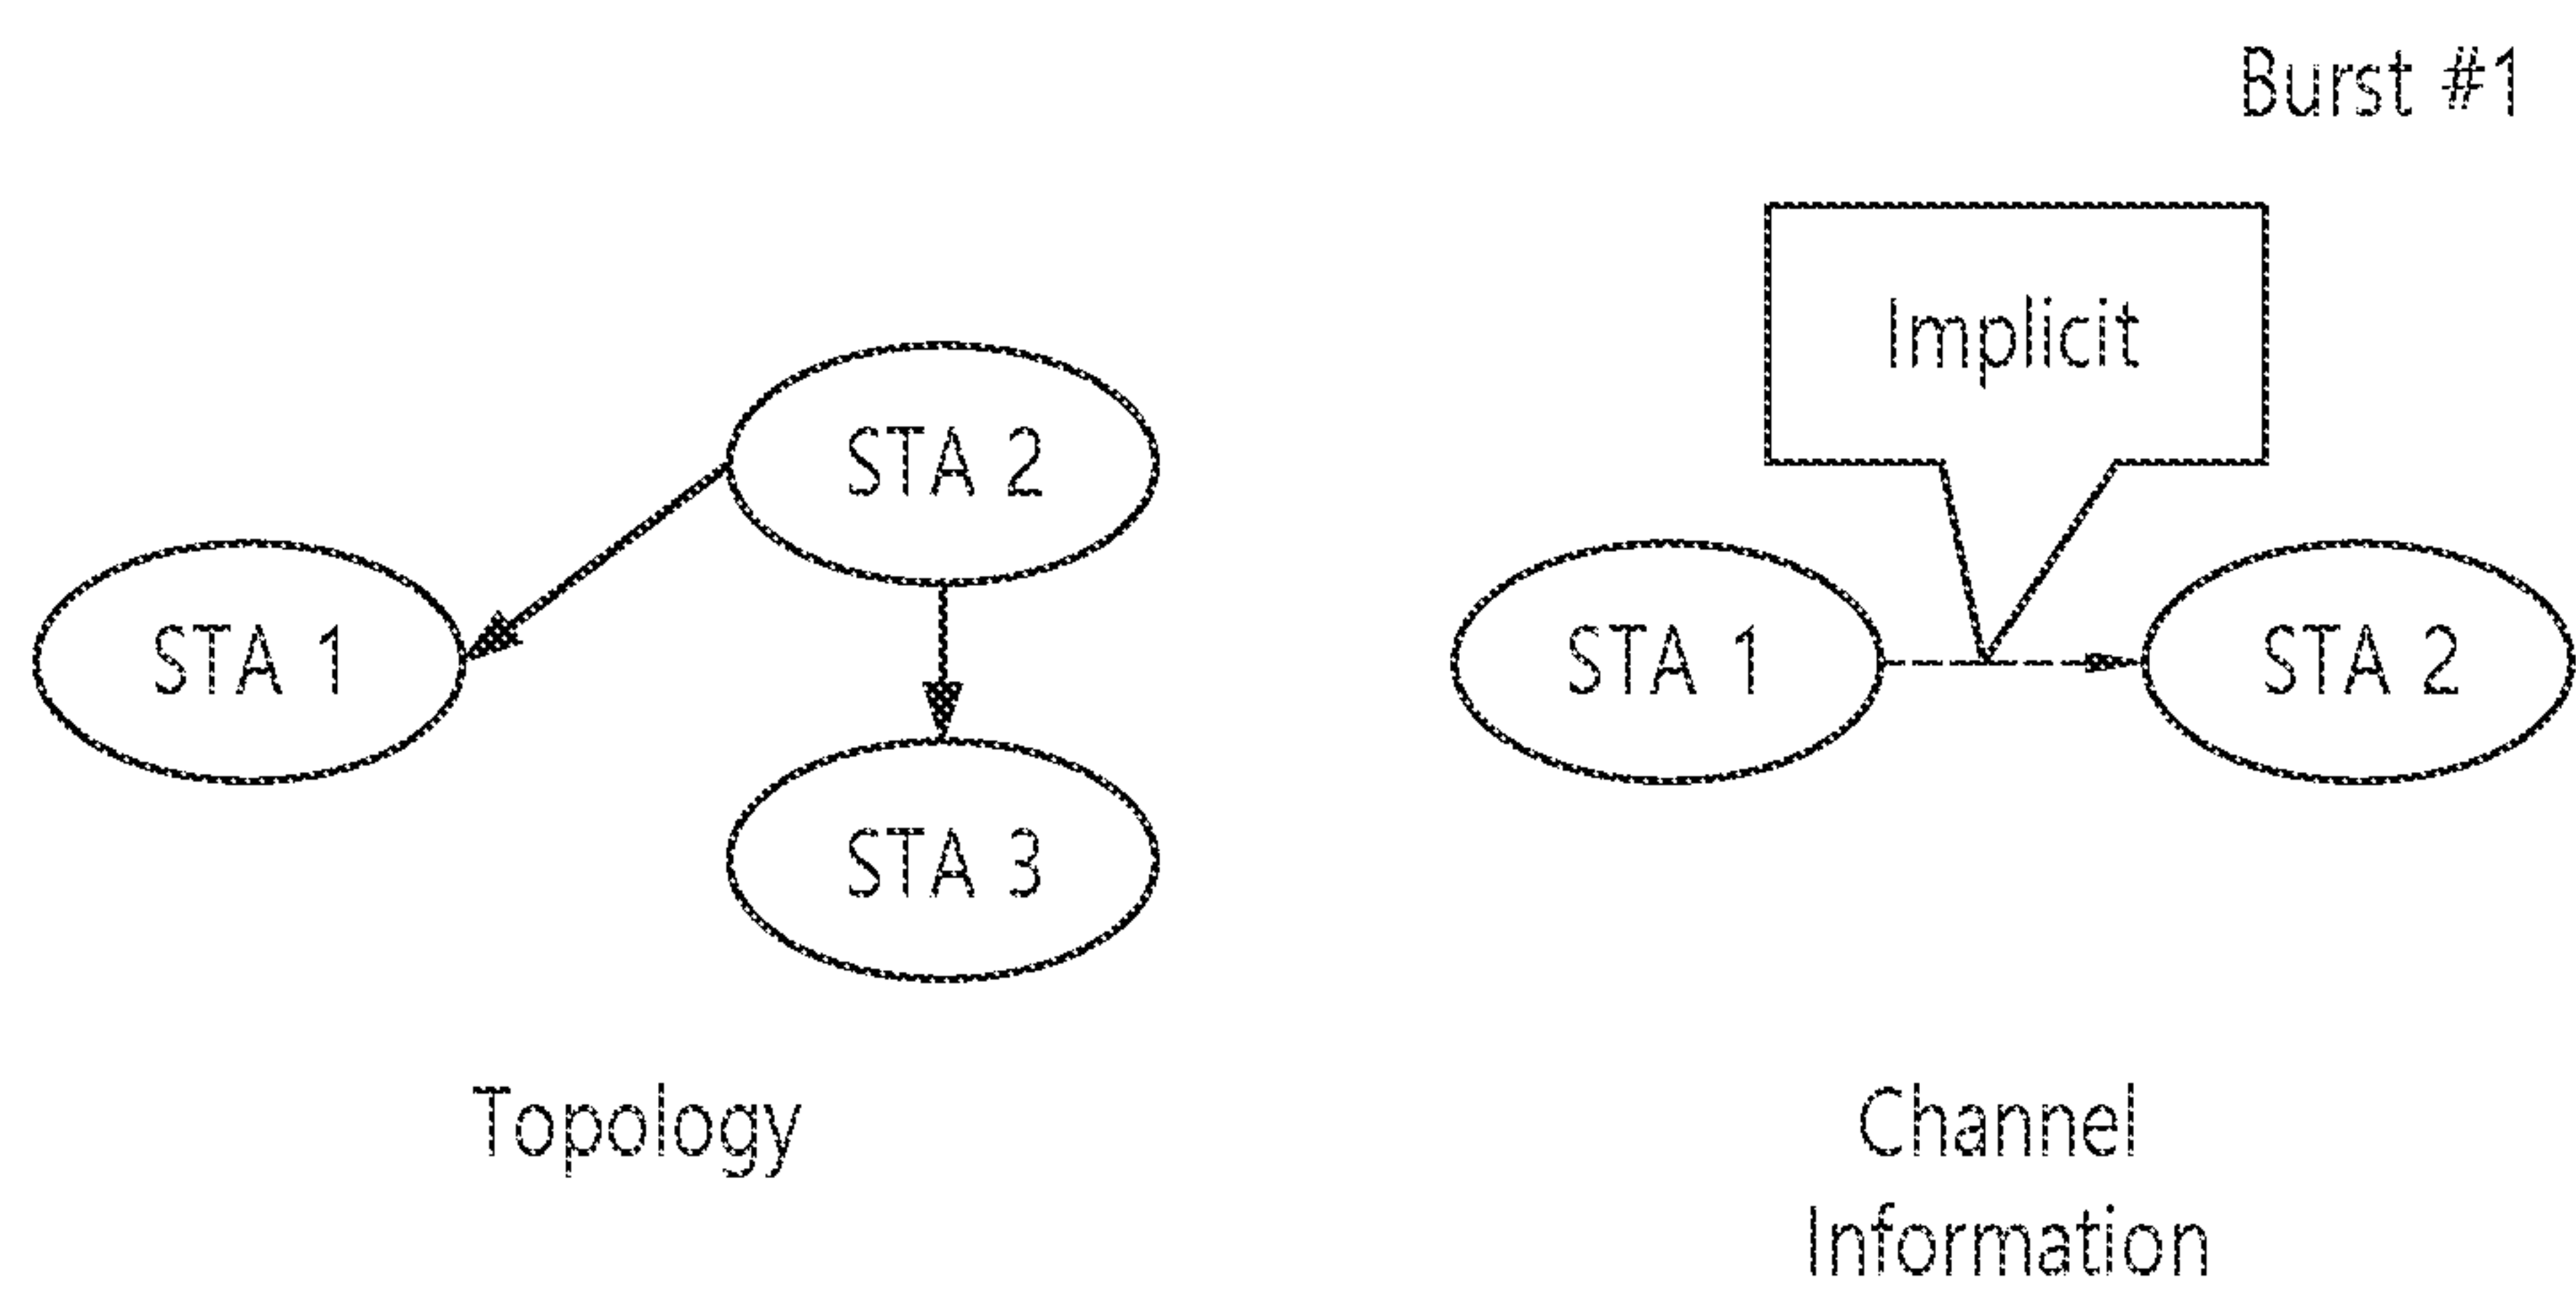 Burst #1
Implicit
STA 2
STA 1
STA 3
STA 1
STA 2
Topology
Channel
Information